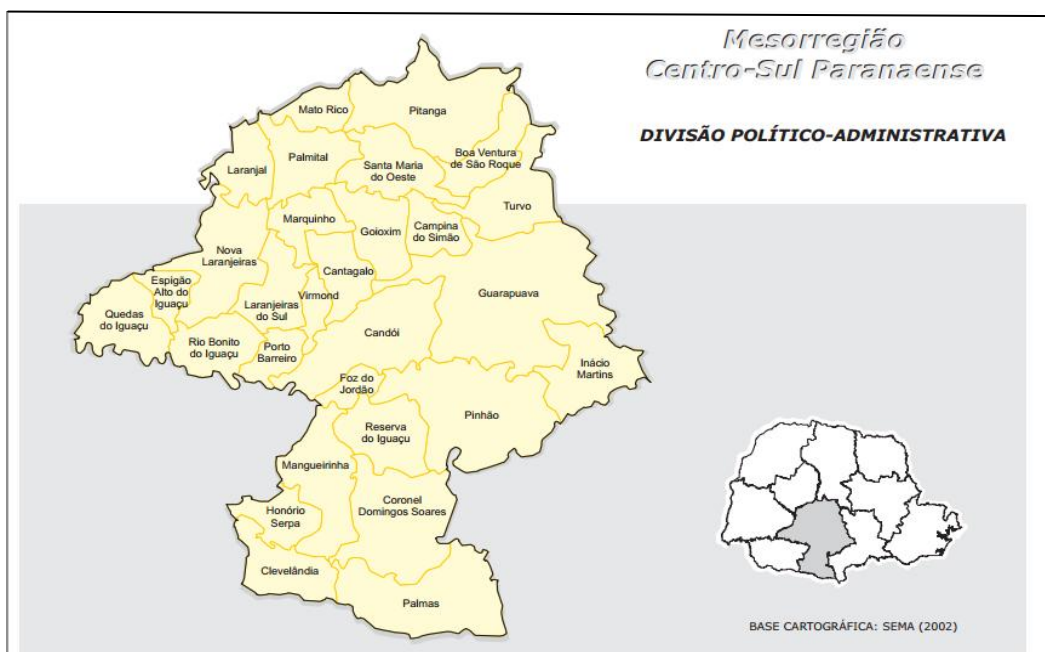 Mesorregião
Centro-Sul Paranaense
DIVISÃO POLÍTICO-ADMINISTRATIVA
Mato Rico
Pitanga
Laranjal
Palmital
Santa Maria
do Oeste
Boa Ventura
de São Roque
Turvo
Marquinho
Goioxim
Campina
do Simão
Nova
Laranjeiras
Cantagalo
Guarapuava
Espigão
Alto do
Iguaçu
Quedas
do Iguaçu
Laranjeiras
do Sul
Virmond
Rio Bonito
do Iguaçu
Porto
Barreiro
Candói
Inácio
Martins
Foz do
Jordão
Pinhão
Reserva
do Iguaçu
Mangueirinha
Honório
Serpa
Coronel
Domingos Soares
Clevelândia
Palmas
BASE CARTOGRÁFICA: SEMA (2002)